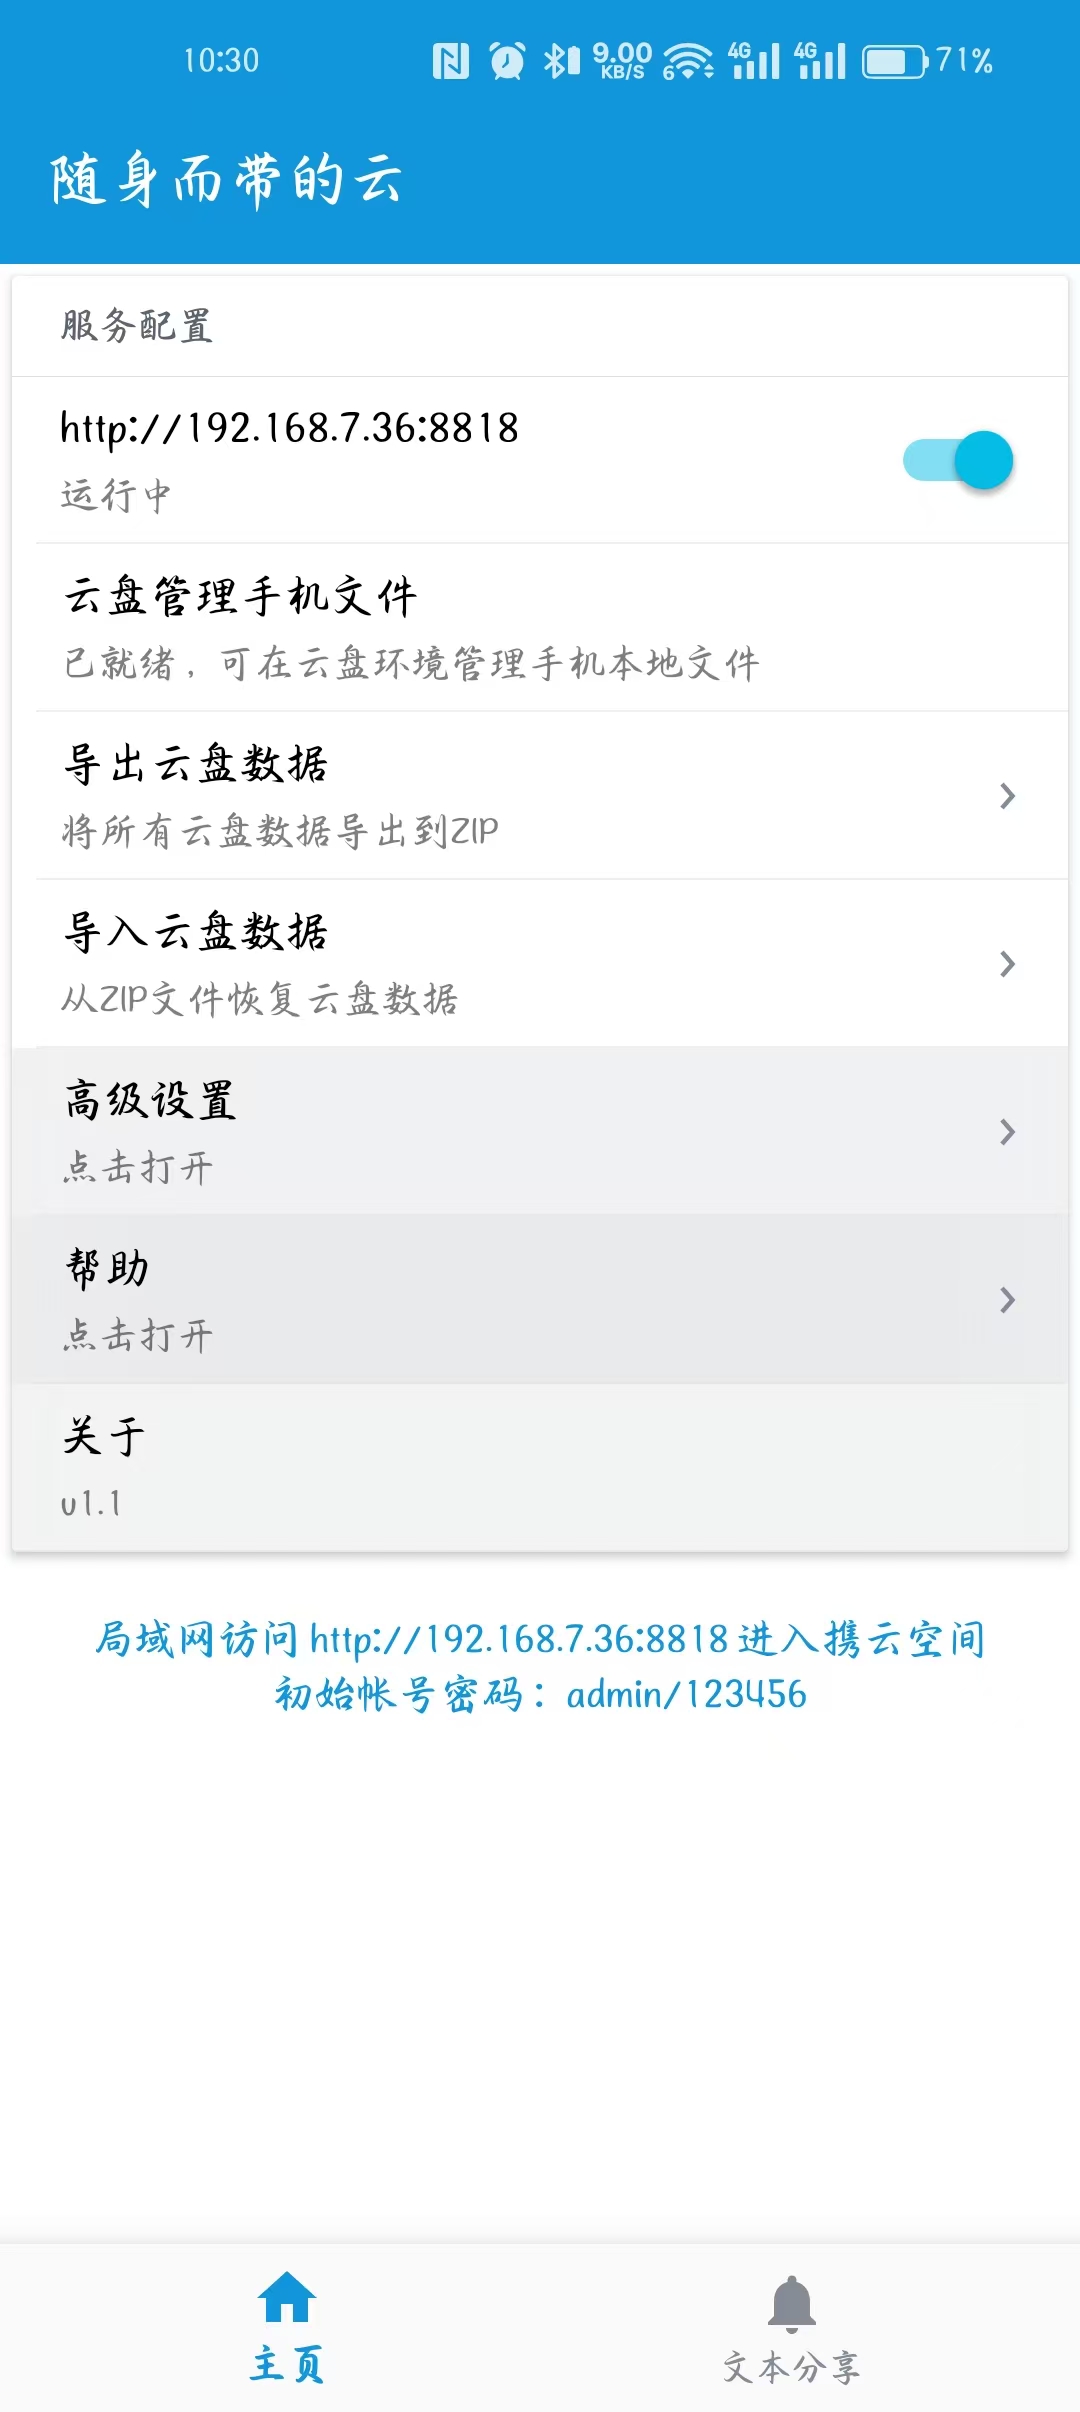 10:30 9.00 KB/S 6 4G 4G 71%
随身而带的云
服务配置
http://192.168.7.36:8818
运行中
云盘管理手机文件
已就绪，可在云盘环境管理手机本地文件
导出云盘数据
将所有云盘数据导出到ZIP
导入云盘数据
从ZIP文件恢复云盘数据
高级设置
点击打开
帮助
点击打开
关于
v1.1
局域网访问 http://192.168.7.36:8818 进入携云空间
初始帐号密码：admin/123456
主页
文本分享